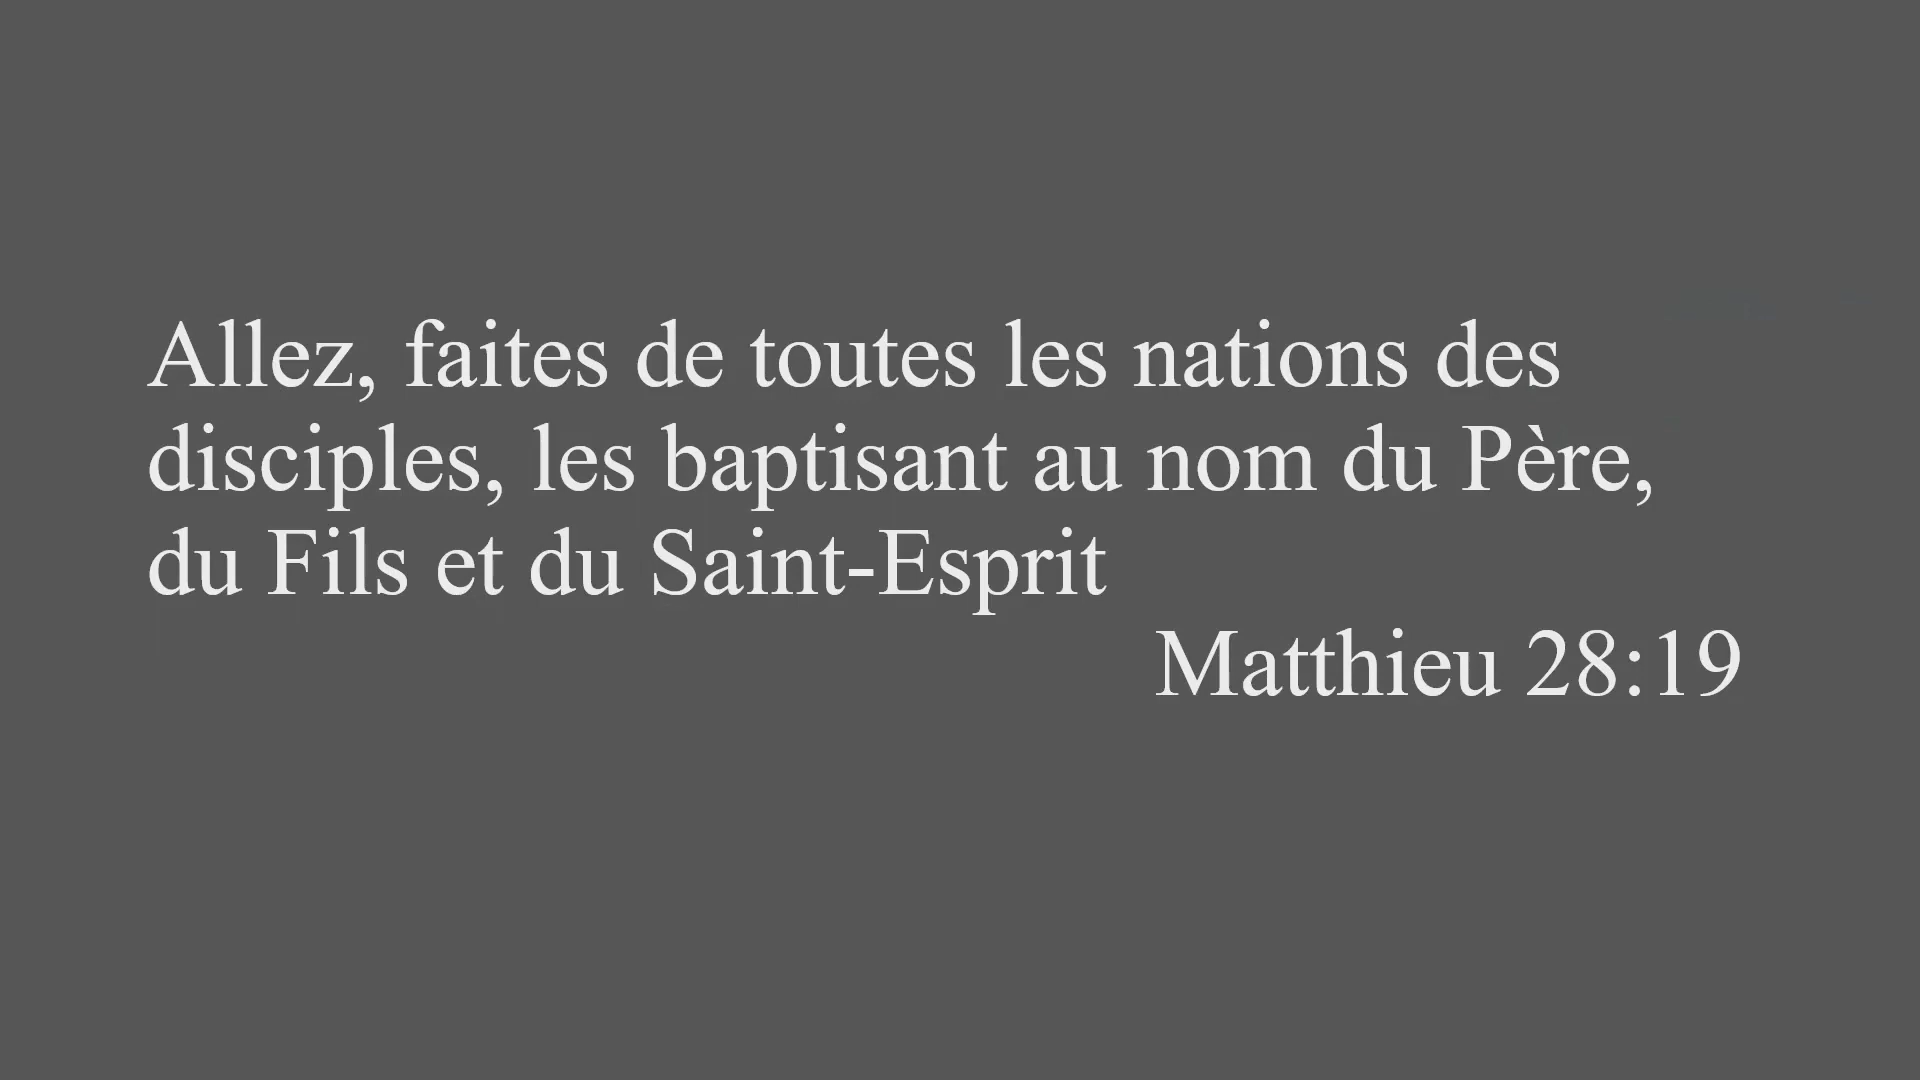 Allez, faites de toutes les nations des
disciples, les baptisant au nom du Père,
du Fils et du Saint-Esprit
Matthieu 28:19